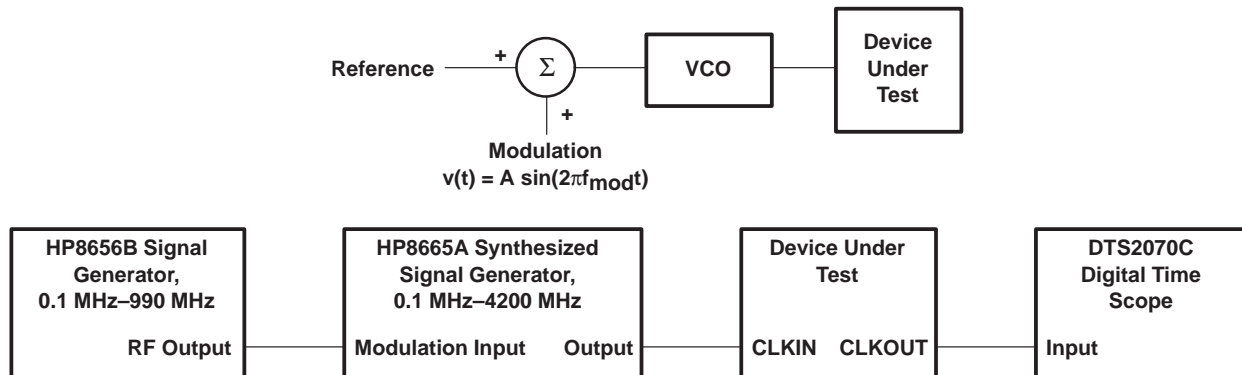 Reference
+
Σ
+
Modulation
v(t) = A sin(2πfmodt)
VCO
Device
Under
Test
HP8656B Signal
Generator,
0.1 MHz–990 MHz
RF Output
HP8665A Synthesized
Signal Generator,
0.1 MHz–4200 MHz
Modulation Input
Output
Device Under
Test
CLKIN
CLKOUT
DTS2070C
Digital Time
Scope
Input